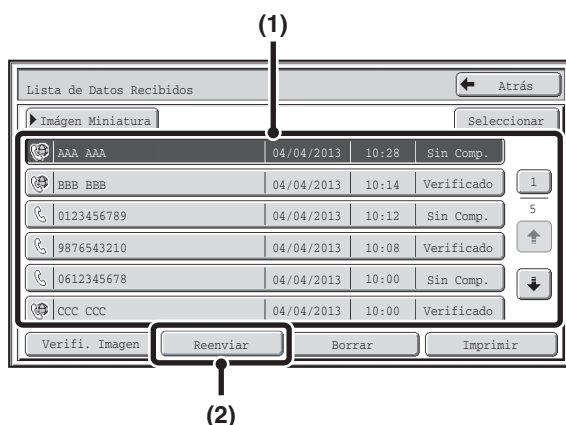 (1)
Lista de Datos Recibidos
Atrás
Imágen Miniatura
Seleccionar
AAA AAA 04/04/2013 10:28 Sin Comp.
BBB BBB 04/04/2013 10:14 Verificado 1
0123456789 04/04/2013 10:12 Sin Comp. 5
9876543210 04/04/2013 10:08 Verificado
0612345678 04/04/2013 10:00 Sin Comp.
CCC CCC 04/04/2013 10:00 Verificado
Verifi. Imagen Reenviar Borrar Imprimir
(2)